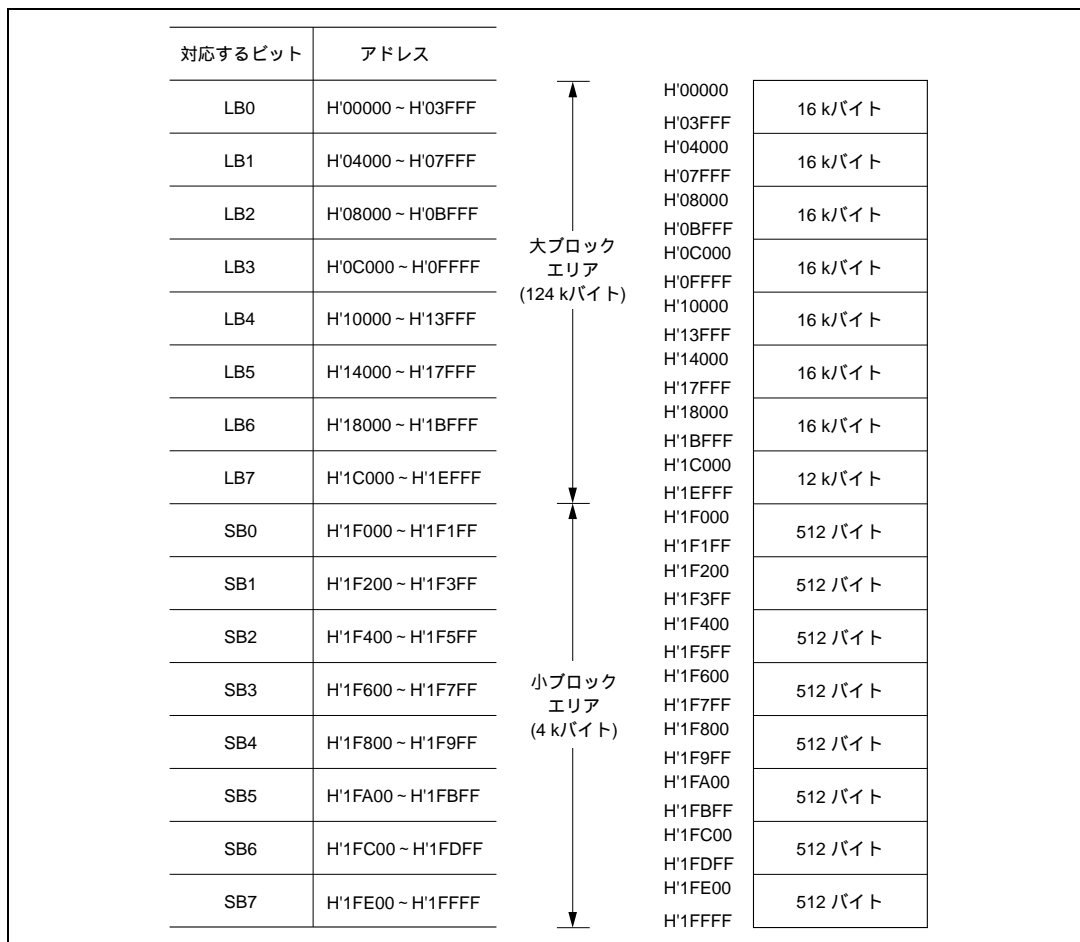 対応するビット アドレス
LB0 H'00000 ~ H'03FFF
LB1 H'04000 ~ H'07FFF
LB2 H'08000 ~ H'0BFFF
LB3 H'0C000 ~ H'0FFFF
LB4 H'10000 ~ H'13FFF
LB5 H'14000 ~ H'17FFF
LB6 H'18000 ~ H'1BFFF
LB7 H'1C000 ~ H'1EFFF
SB0 H'1F000 ~ H'1F1FF
SB1 H'1F200 ~ H'1F3FF
SB2 H'1F400 ~ H'1F5FF
SB3 H'1F600 ~ H'1F7FF
SB4 H'1F800 ~ H'1F9FF
SB5 H'1FA00 ~ H'1FBFF
SB6 H'1FC00 ~ H'1FDFF
SB7 H'1FE00 ~ H'1FFFF
大ブロック
エリア
(124 kバイト)
小ブロック
エリア
(4 kバイト)
H'00000
16 kバイト
H'03FFF
H'04000
16 kバイト
H'07FFF
H'08000
16 kバイト
H'0BFFF
H'0C000
16 kバイト
H'0FFFF
H'10000
16 kバイト
H'13FFF
H'14000
16 kバイト
H'17FFF
H'18000
16 kバイト
H'1BFFF
H'1C000
12 kバイト
H'1EFFF
H'1F000
512 バイト
H'1F1FF
H'1F200
512 バイト
H'1F3FF
H'1F400
512 バイト
H'1F5FF
H'1F600
512 バイト
H'1F7FF
H'1F800
512 バイト
H'1F9FF
H'1FA00
512 バイト
H'1FBFF
H'1FC00
512 バイト
H'1FDFF
H'1FE00
512 バイト
H'1FFFF